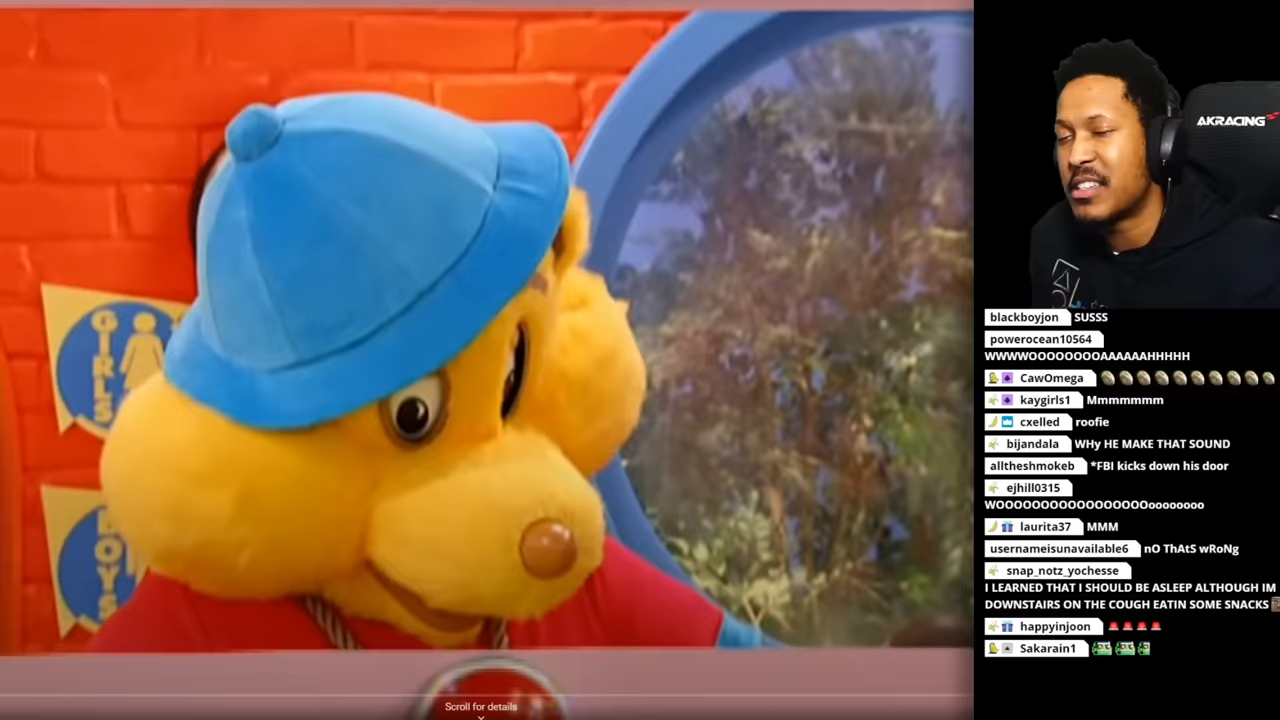 GIRLS
BOYS
Scroll for details
AKRACING
blackboyjon SUSSS
powerocean10564
WWWWOOOOOOOOAAAAAAHHHHH
CawOmega
kaygirls1 Mmmmmmm
cxelled roofie
bijandala WHy HE MAKE THAT SOUND
alltheshmokeb *FBI kicks down his door
ejhill0315
WOOOOOOOOOOOOOOOOOoooooooo
laurita37 MMM
usernameisunavailable6 nO ThAtS wRoNg
snap_notz_yochesse
I LEARNED THAT I SHOULD BE ASLEEP ALTHOUGH IM
DOWNSTAIRS ON THE COUGH EATIN SOME SNACKS
happyinjoon
Sakarain1